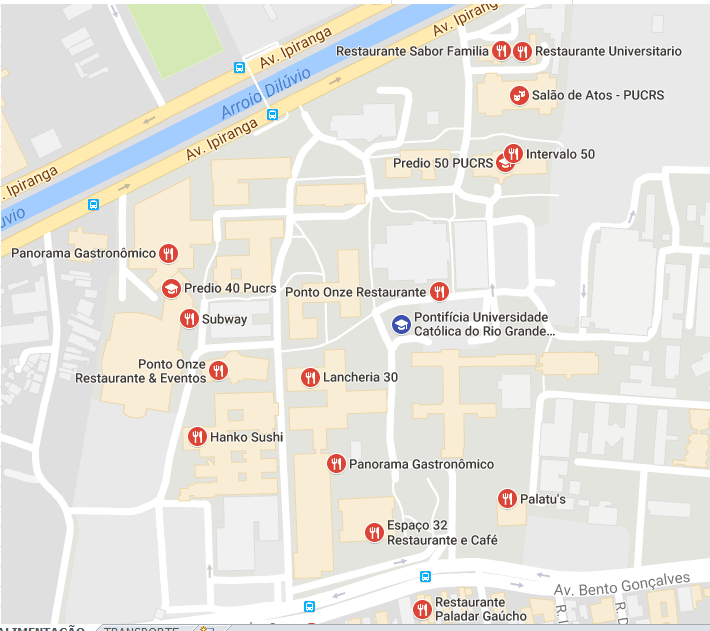 Av. Ipiranga
Av. Ipiranga
Restaurante Sabor Familia
Restaurante Universitario
Arroio Dilúvio
Salão de Atos - PUCRS
Av. Ipiranga
Intervalo 50
Predio 50 PUCRS
. Ipiranga
úvio
Panorama Gastronômico
Predio 40 Pucrs
Ponto Onze Restaurante
Subway
Pontifícia Universidade
Católica do Rio Grande...
Ponto Onze
Restaurante & Eventos
Lancheria 30
Hanko Sushi
Panorama Gastronômico
Palatu's
Espaço 32
Restaurante e Café
Av. Bento Gonçalves
Restaurante
Paladar Gaúcho
R. I
R. D
ALIMENTAÇÃO
TRANSPORTE